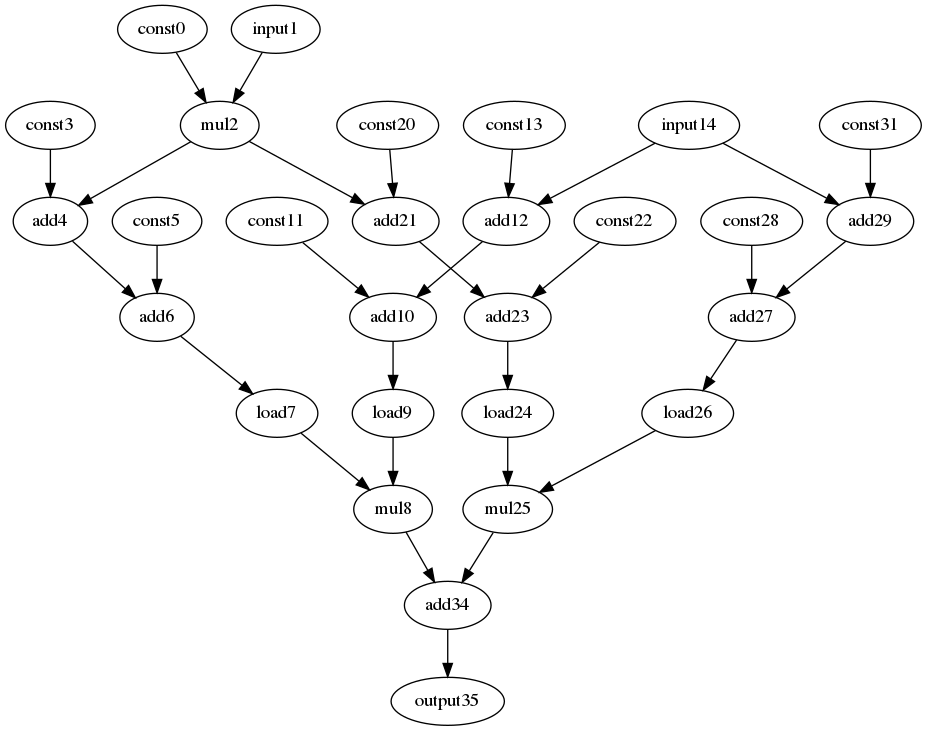 const0 input1
const3 mul2 const20 const13 input14 const31
add4 const5 const11 add21 add12 const22 const28 add29
add6 add10 add23 add27
load7 load9 load24 load26
mul8 mul25
add34
output35